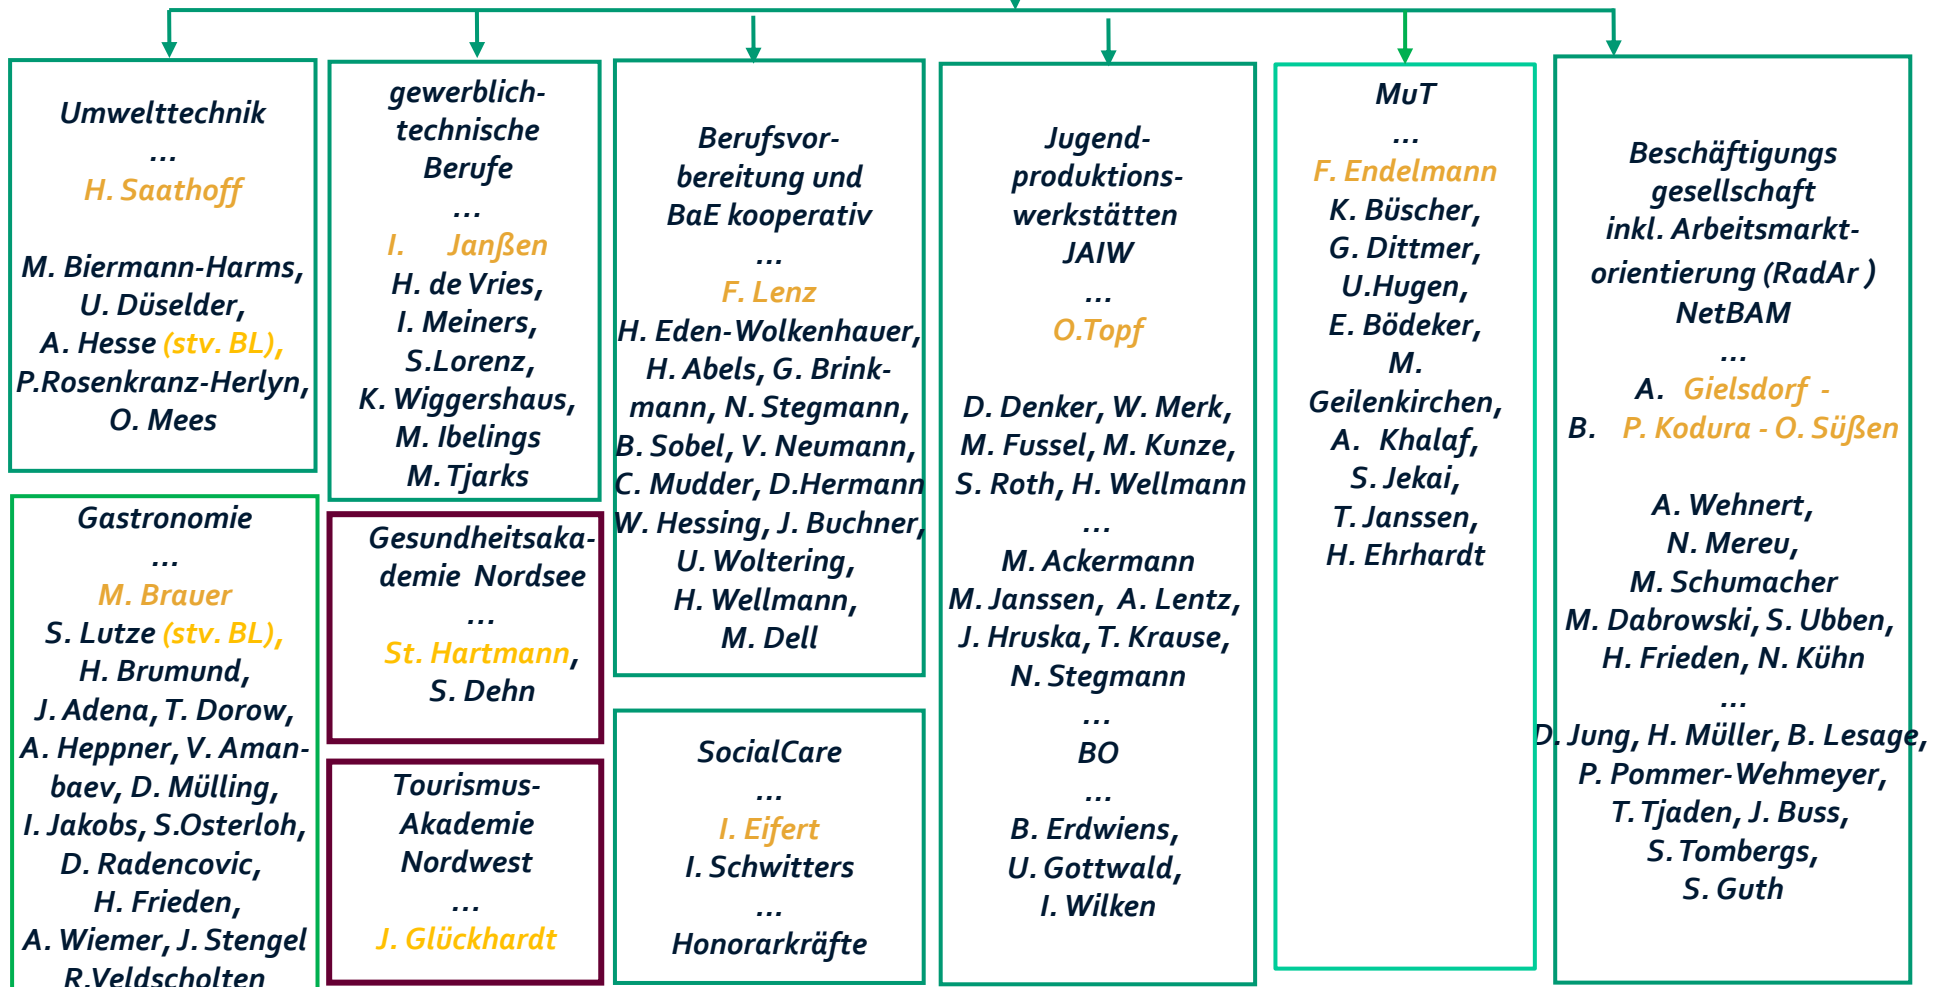 Umwelttechnik
...
H. Saathoff
M. Biermann-Harms,
U. Düselder,
A. Hesse (stv. BL),
P.Rosenkranz-Herlyn,
O. Mees
Gastronomie
...
M. Brauer
S. Lutze (stv. BL),
H. Brumund,
J. Adena, T. Dorow,
A. Heppner, V. Aman-
baev, D. Mülling,
I. Jakobs, S.Osterloh,
D. Radencovic,
H. Frieden,
A. Wiemer, J. Stengel
R.Veldscholten
gewerblich-
technische
Berufe
...
I. Janßen
H. de Vries,
I. Meiners,
S.Lorenz,
K. Wiggershaus,
M. Ibelings
M. Tjarks
Gesundheitsaka-
demie Nordsee
...
St. Hartmann,
S. Dehn
Tourismus-
Akademie
Nordwest
...
J. Glückhardt
Berufsvor-
bereitung und
BaE kooperativ
...
F. Lenz
H. Eden-Wolkenhauer,
H. Abels, G. Brink-
mann, N. Stegmann,
B. Sobel, V. Neumann,
C. Mudder, D.Hermann
W. Hessing, J. Buchner,
U. Woltering,
H. Wellmann,
M. Dell
SocialCare
...
I. Eifert
I. Schwitters
...
Honorarkräfte
Jugend-
produktions-
werkstätten
JAIW
...
O.Topf
D. Denker, W. Merk,
M. Fussel, M. Kunze,
S. Roth, H. Wellmann
...
M. Ackermann
M. Janssen, A. Lentz,
J. Hruska, T. Krause,
N. Stegmann
...
BO
...
B. Erdwiens,
U. Gottwald,
I. Wilken
MuT
...
F. Endelmann
K. Büscher,
G. Dittmer,
U.Hugen,
E. Bödeker,
M.
Geilenkirchen,
A. Khalaf,
S. Jekai,
T. Janssen,
H. Ehrhardt
Beschäftigungs
gesellschaft
inkl. Arbeitsmarkt-
orientierung (RadAr )
NetBAM
...
A. Gielsdorf -
B. P. Kodura - O. Süßen
A. Wehnert,
N. Mereu,
M. Schumacher
M. Dabrowski, S. Ubben,
H. Frieden, N. Kühn
...
D. Jung, H. Müller, B. Lesage,
P. Pommer-Wehmeyer,
T. Tjaden, J. Buss,
S. Tombergs,
S. Guth